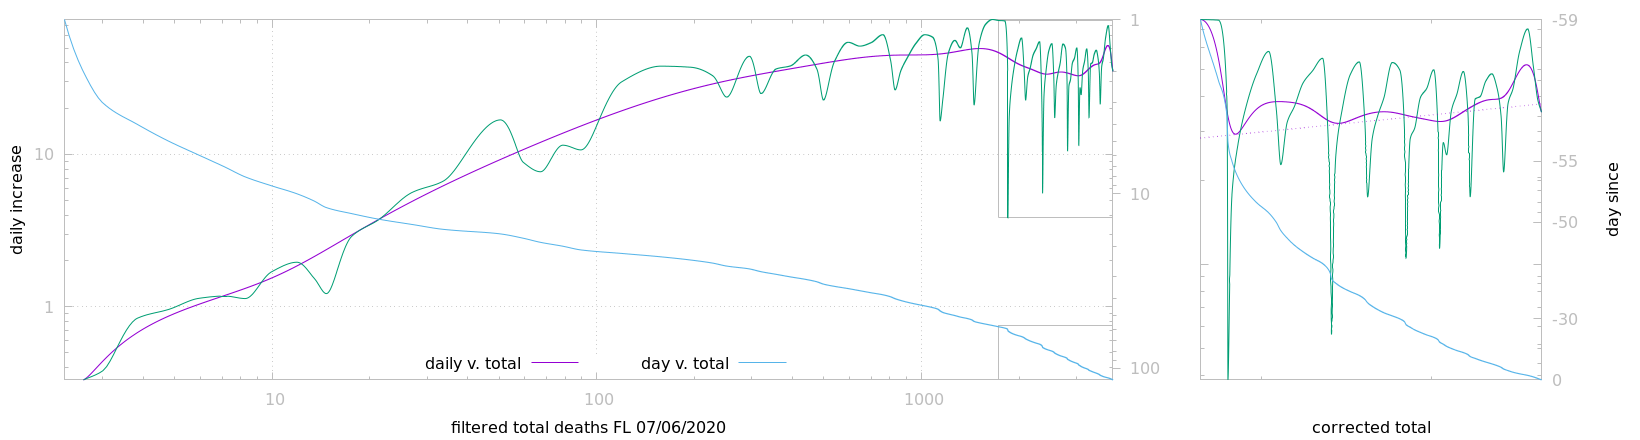 daily increase
10
1
daily v. total
day v. total
10
100
1000
filtered total deaths FL 07/06/2020
1
10
100
-59
-55
-50
-30
0
day since
corrected total